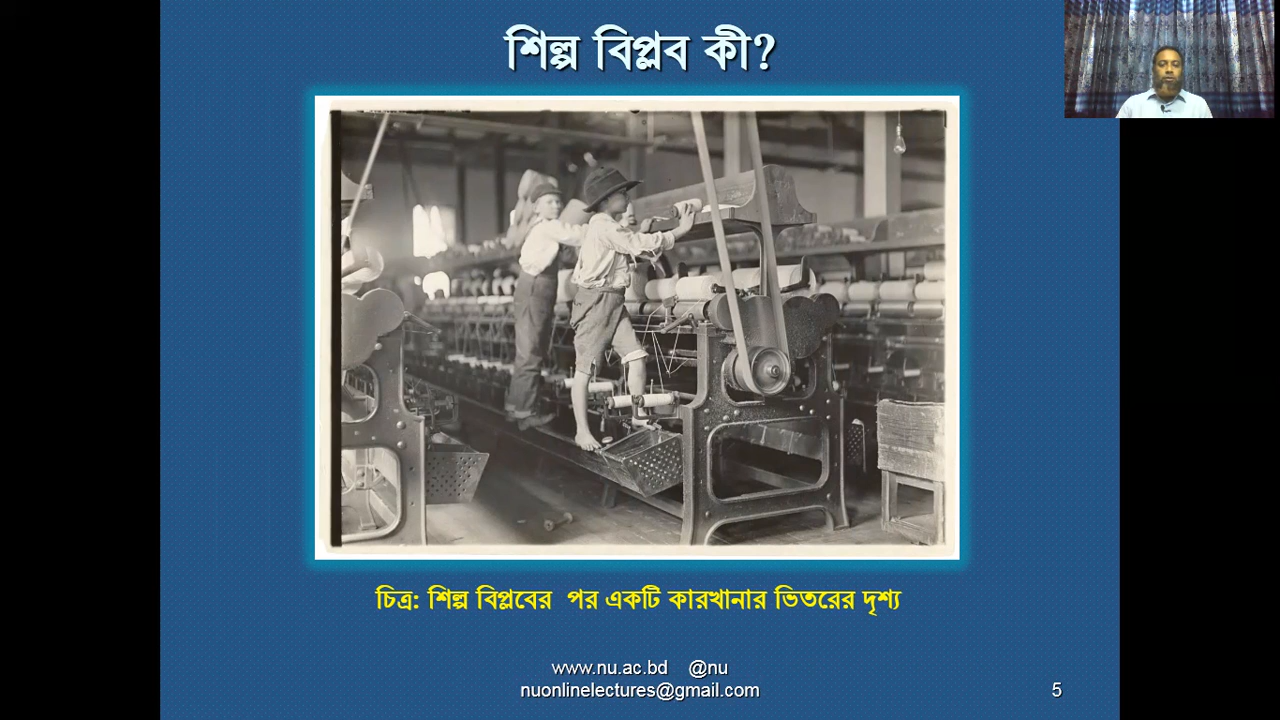 শিল্প বিপ্লব কী?
চিত্র: শিল্প বিপ্লবের পর একটি কারখানার ভিতরের দৃশ্য
www.nu.ac.bd @nu
nuonlinelectures@gmail.com
5